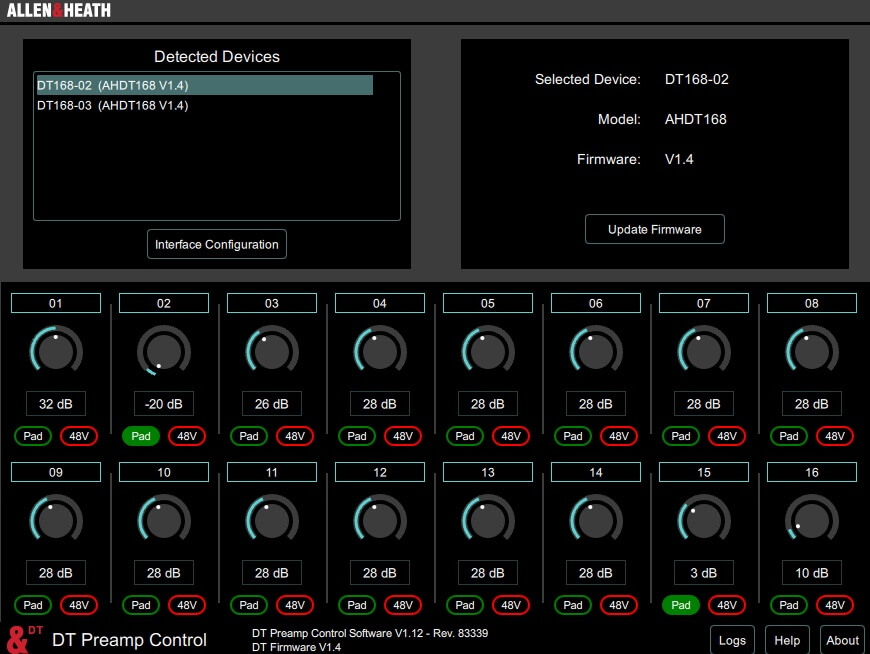 ALLEN&HEATH
Detected Devices
DT168-02 (AHDT168 V1.4)
DT168-03 (AHDT168 V1.4)
Interface Configuration
Selected Device: DT168-02
Model: AHDT168
Firmware: V1.4
Update Firmware
01 02 03 04 05 06 07 08
32 dB -20 dB 26 dB 28 dB 28 dB 28 dB 28 dB 28 dB
Pad 48V Pad 48V Pad 48V Pad 48V Pad 48V Pad 48V Pad 48V Pad 48V
09 10 11 12 13 14 15 16
28 dB 28 dB 28 dB 28 dB 28 dB 28 dB 3 dB 10 dB
Pad 48V Pad 48V Pad 48V Pad 48V Pad 48V Pad 48V Pad 48V Pad 48V
& DT DT Preamp Control
DT Preamp Control Software V1.12 - Rev. 83339
DT Firmware V1.4
Logs Help About